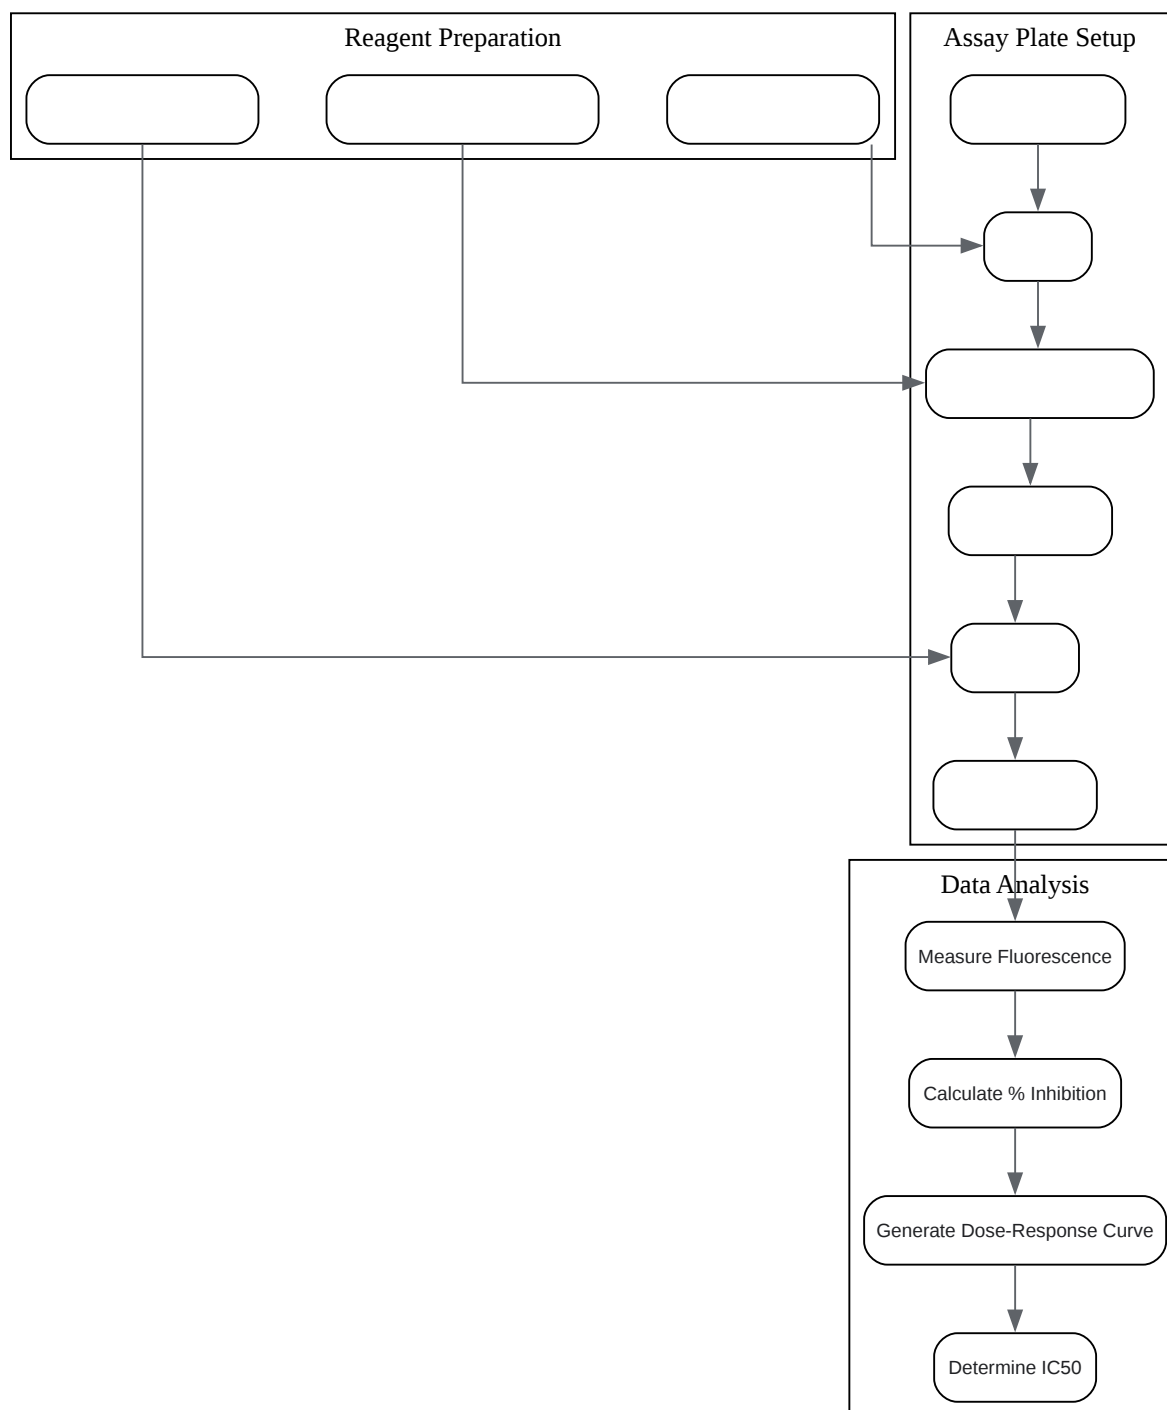 Reagent Preparation
Assay Plate Setup
Data Analysis
Measure Fluorescence
Calculate % Inhibition
Generate Dose-Response Curve
Determine IC50